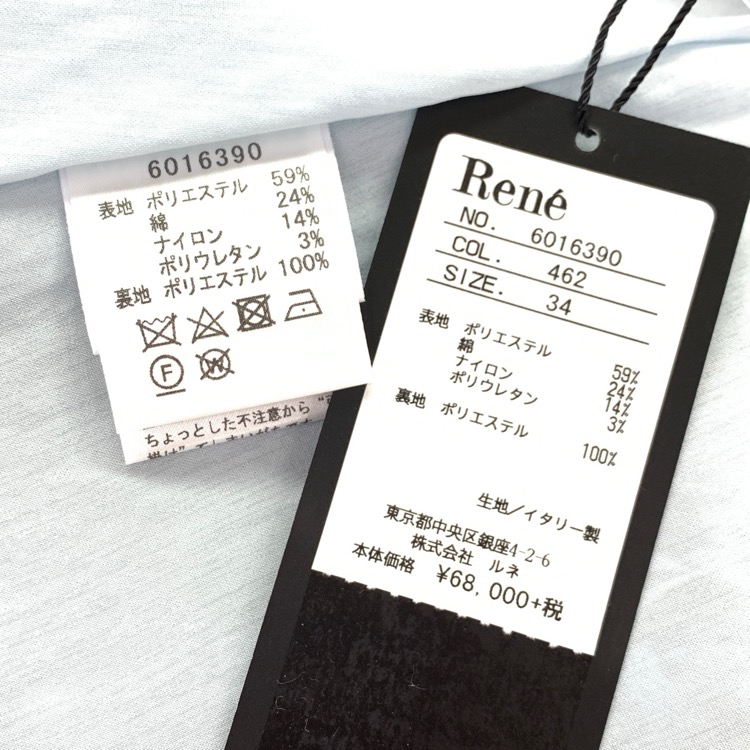 6016390
表地 ポリエステル 59%
綿 24%
ナイロン 14%
ポリウレタン 3%
裏地 ポリエステル 100%
F
W
ちょっとした不注意から
René
NO. 6016390
COL. 462
SIZE. 34
表地 ポリエステル 59%
綿 24%
ナイロン 14%
ポリウレタン 3%
裏地 ポリエステル 100%
生地/イタリー製
東京都中央区銀座4-2-6
株式会社 ルネ
本体価格 ¥68,000+税